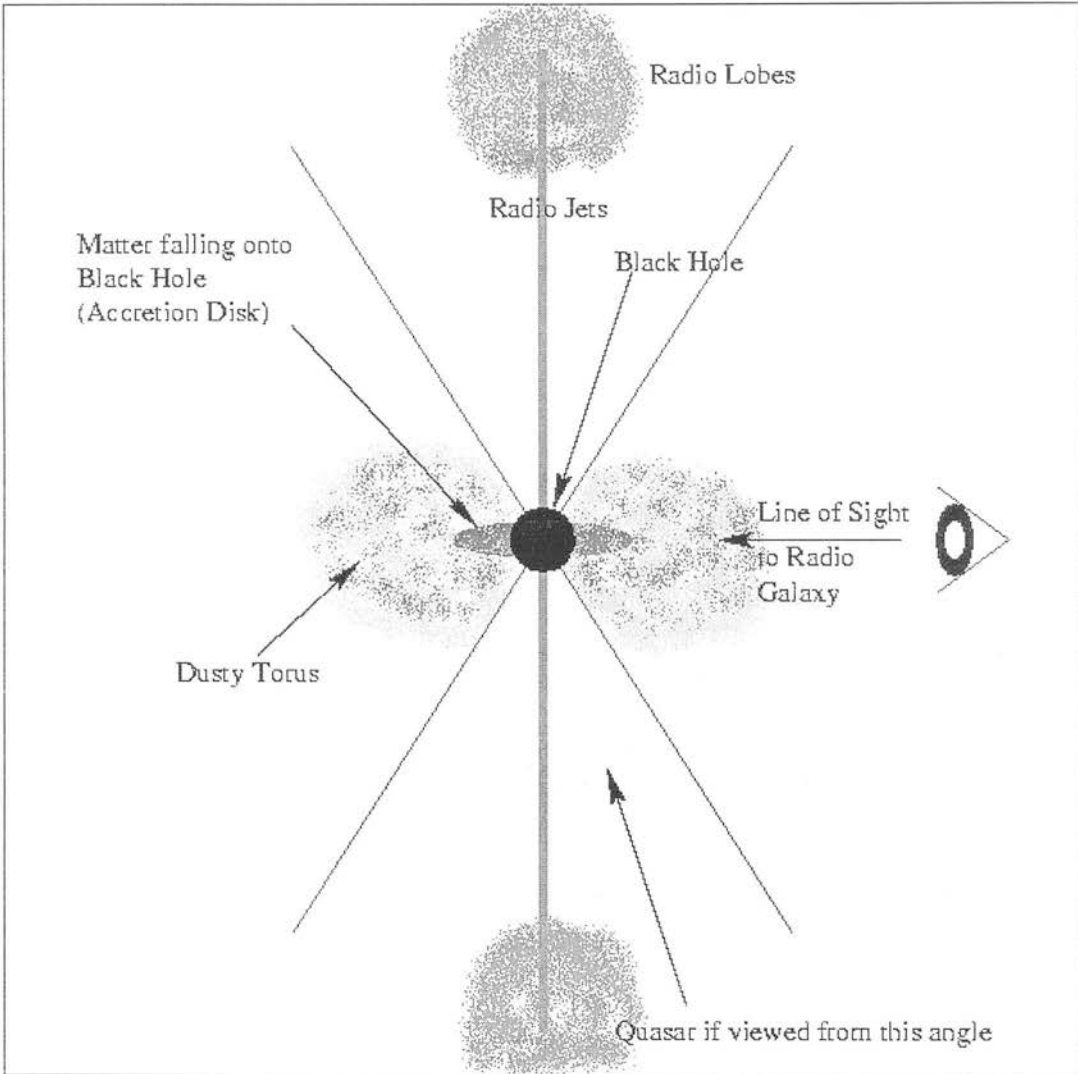 Radio Lobes
Radio Jets
Matter falling onto
Black Hole
(Accretion Disk)
Black Hole
Line of Sight
to Radio
Galaxy
Dusty Torus
Quasar if viewed from this angle